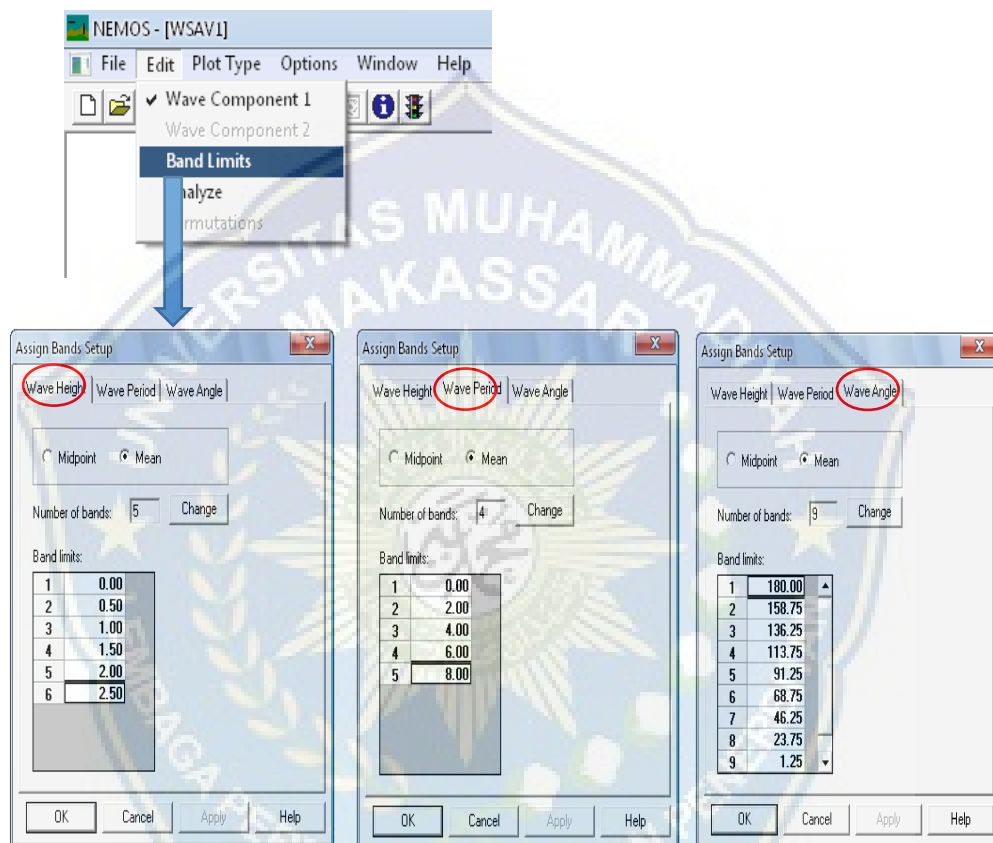 NEMOS - [WSAV1]
File Edit Plot Type Options Window Help
Wave Component 1
Wave Component 2
Band Limits
nalyze
rmutations
UNIVERSITAS MUHAMMADIYAH
MAKASSAR
Assign Bands Setup
Wave Height Wave Period Wave Angle
Midpoint Mean
Number of bands: 5 Change
Band limits:
1 0.00
2 0.50
3 1.00
4 1.50
5 2.00
6 2.50
OK Cancel Apply Help
Assign Bands Setup
Wave Height Wave Period Wave Angle
Midpoint Mean
Number of bands: 4 Change
Band limits:
1 0.00
2 2.00
3 4.00
4 6.00
5 8.00
OK Cancel Apply Help
Assign Bands Setup
Wave Height Wave Period Wave Angle
Midpoint Mean
Number of bands: 9 Change
Band limits:
1 180.00
2 158.75
3 136.25
4 113.75
5 91.25
6 68.75
7 46.25
8 23.75
9 1.25
OK Cancel Apply Help